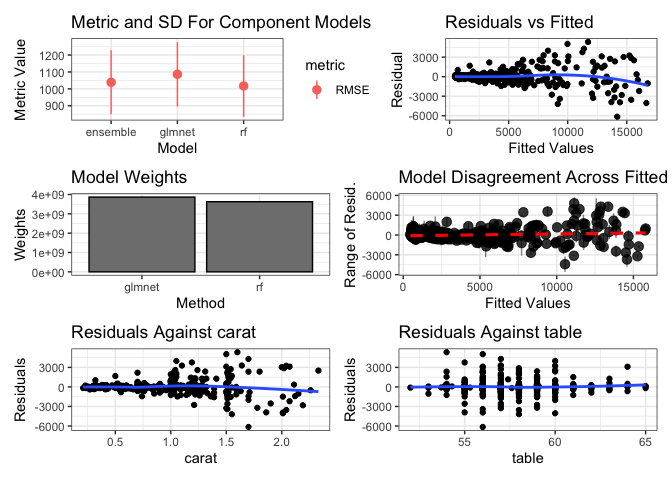 Metric and SD For Component Models
Metric Value
1200
1100
1000
900
ensemble glmnet rf
Model
metric
RMSE
Residuals vs Fitted
Residual
3000
0
-3000
-6000
0 5000 10000 15000
Fitted Values
Model Weights
Weights
4e+09
3e+09
2e+09
1e+09
0e+00
glmnet rf
Method
Model Disagreement Across Fitted
Range of Resid.
6000
3000
0
-3000
-6000
0 5000 10000 15000
Fitted Values
Residuals Against carat
Residuals
3000
0
-3000
-6000
0.5 1.0 1.5 2.0
carat
Residuals Against table
Residuals
3000
0
-3000
-6000
55 60 65
table